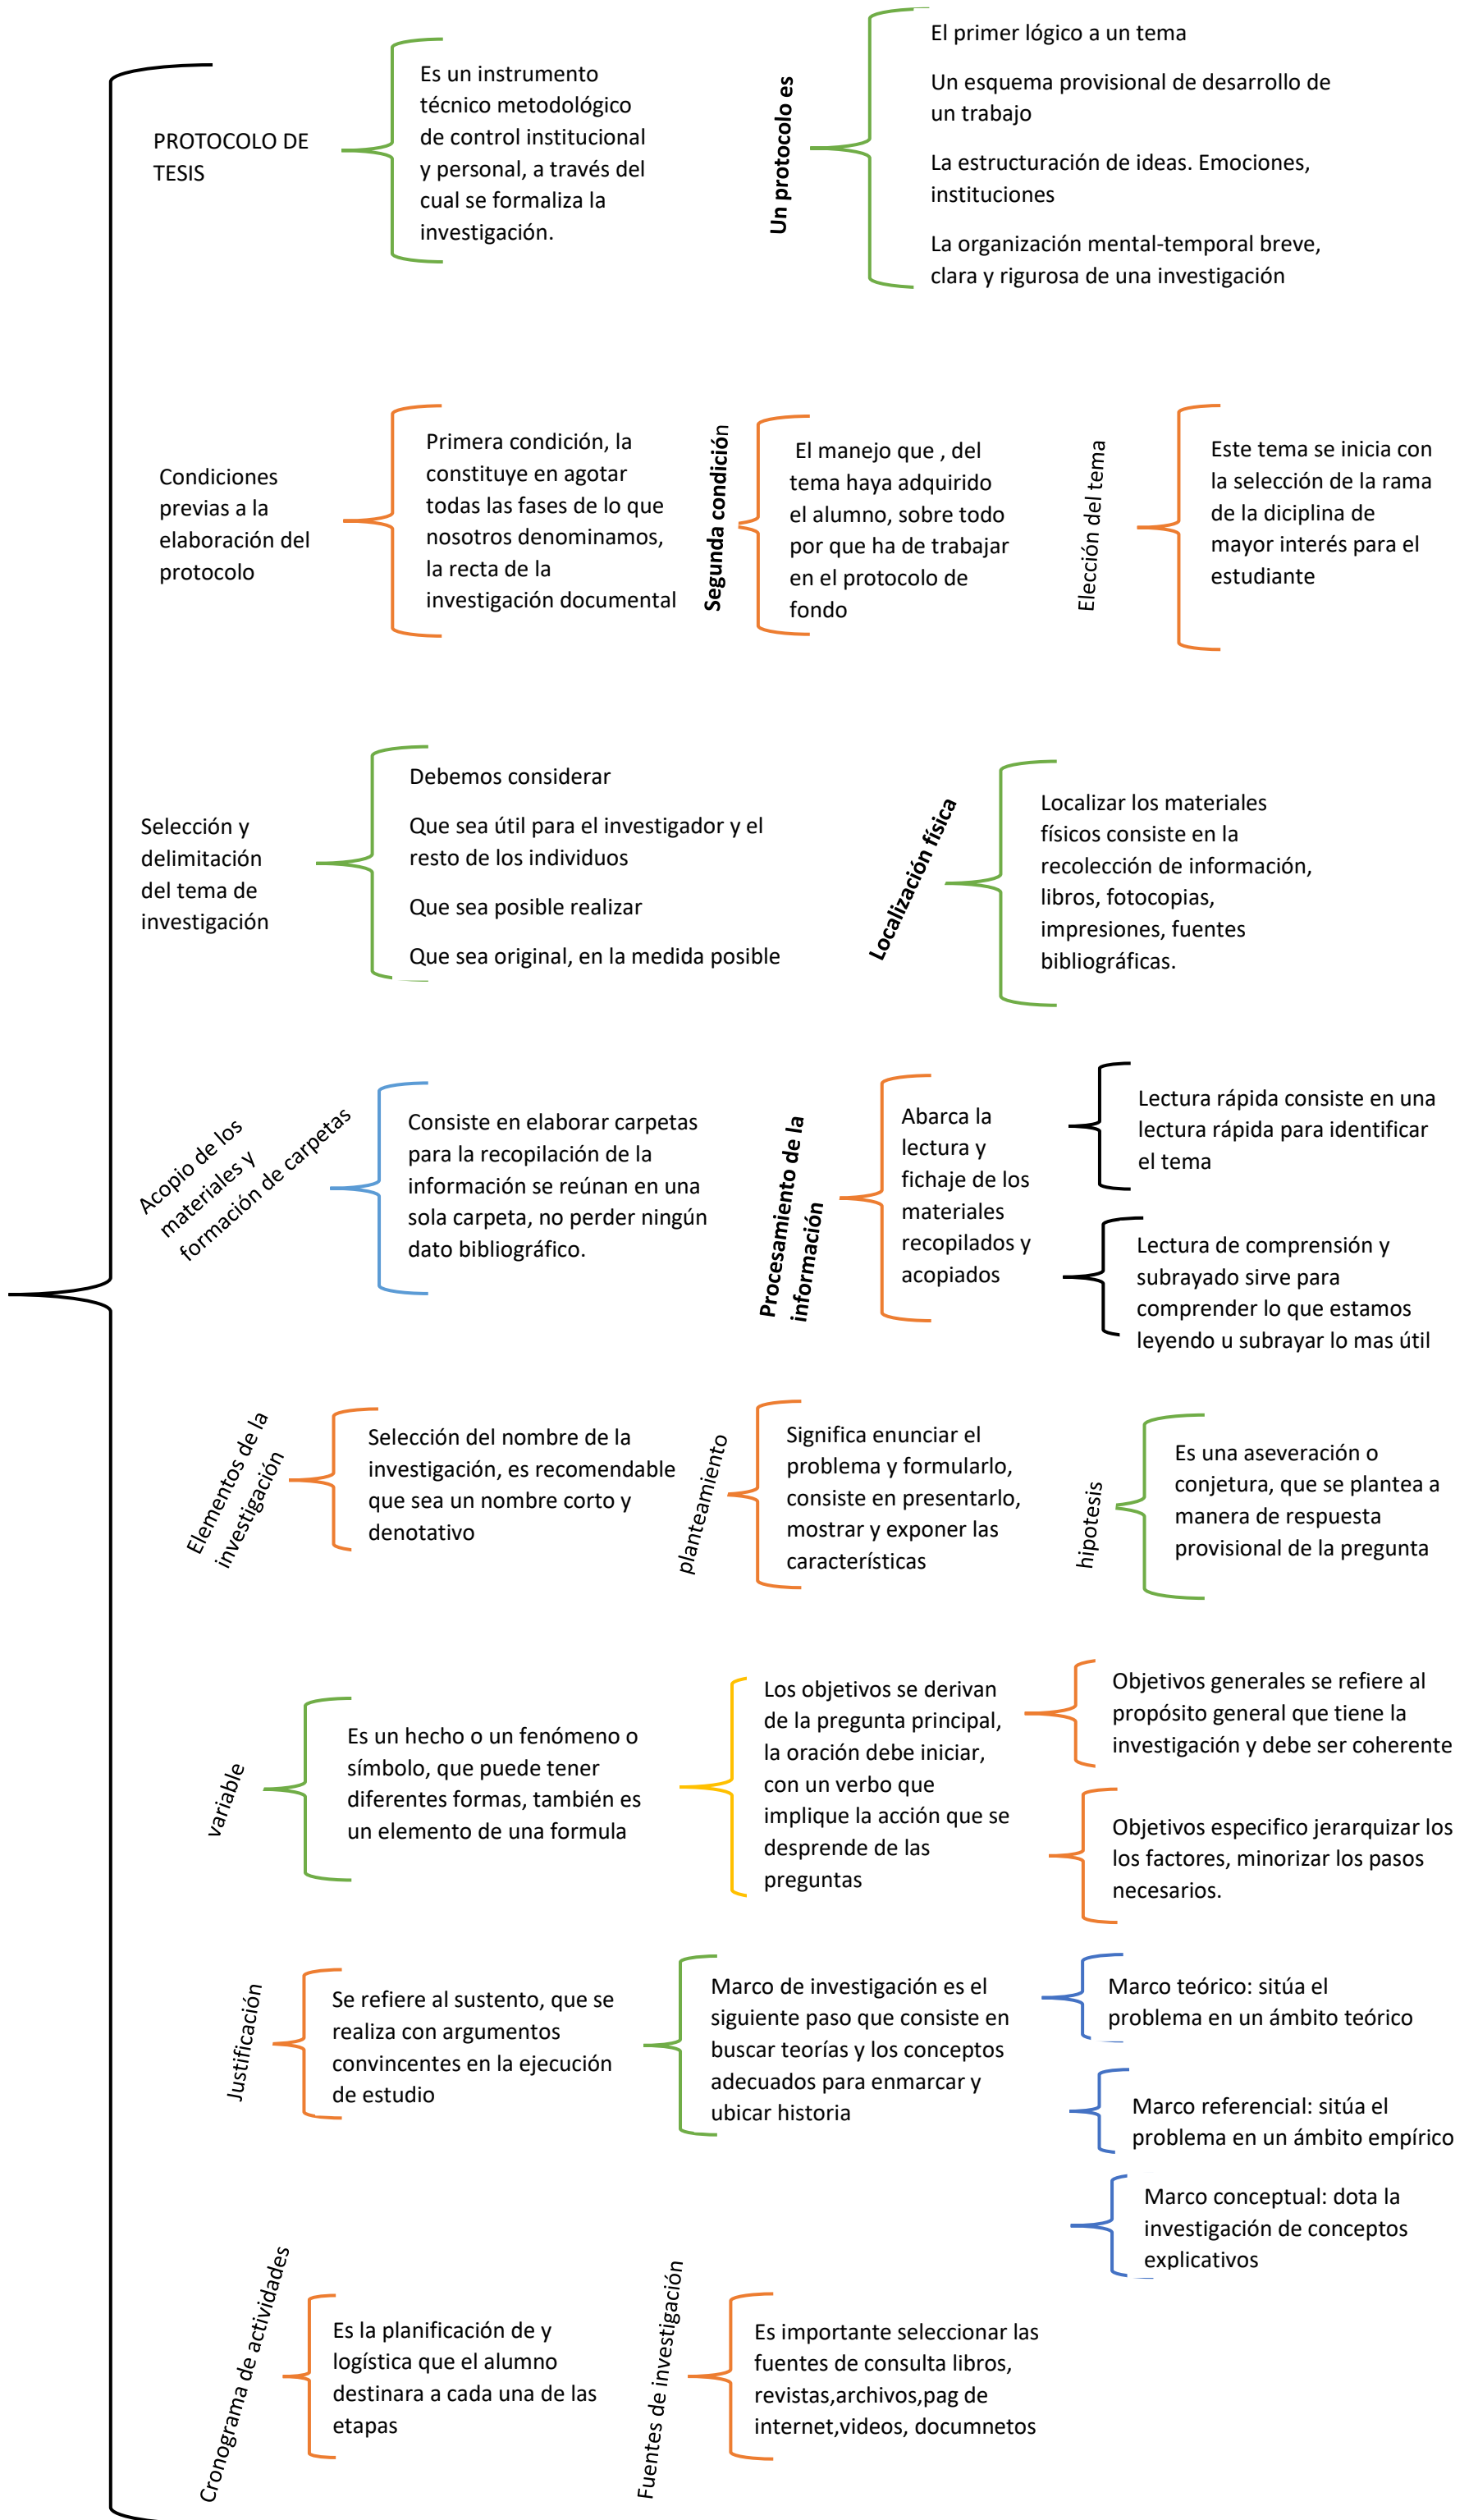 PROTOCOLO DE
TESIS
Es un instrumento
técnico metodológico
de control institucional
y personal, a través del
cual se formaliza la
investigación.
Un protocolo es
El primer lógico a un tema
Un esquema provisional de desarrollo de
un trabajo
La estructuración de ideas. Emociones,
instituciones
La organización mental-temporal breve,
clara y rigurosa de una investigación
Condiciones
previas a la
elaboración del
protocolo
Primera condición, la
constituye en agotar
todas las fases de lo que
nosotros denominamos,
la recta de la
investigación documental
Segunda condición
El manejo que , del
tema haya adquirido
el alumno, sobre todo
por que ha de trabajar
en el protocolo de
fondo
Elección del tema
Este tema se inicia con
la selección de la rama
de la diciplina de
mayor interés para el
estudiante
Selección y
delimitación
del tema de
investigación
Debemos considerar
Que sea útil para el investigador y el
resto de los individuos
Que sea posible realizar
Que sea original, en la medida posible
Localización física
Localizar los materiales
físicos consiste en la
recolección de información,
libros, fotocopias,
impresiones, fuentes
bibliográficas.
Acopio de los
materiales y
formación de carpetas
Consiste en elaborar carpetas
para la recopilación de la
información se reúnan en una
sola carpeta, no perder ningún
dato bibliográfico.
Procesamiento de la
información
Abarca la
lectura y
fichaje de los
materiales
recopilados y
acopiados
Lectura rápida consiste en una
lectura rápida para identificar
el tema
Lectura de comprensión y
subrayado sirve para
comprender lo que estamos
leyendo u subrayar lo mas útil
Elementos de la
investigación
Selección del nombre de la
investigación, es recomendable
que sea un nombre corto y
denotativo
planteamiento
Significa enunciar el
problema y formularlo,
consiste en presentarlo,
mostrar y exponer las
características
hipotesis
Es una aseveración o
conjetura, que se plantea a
manera de respuesta
provisional de la pregunta
variable
Es un hecho o un fenómeno o
símbolo, que puede tener
diferentes formas, también es
un elemento de una formula
Los objetivos se derivan
de la pregunta principal,
la oración debe iniciar,
con un verbo que
implique la acción que se
desprende de las
preguntas
Objetivos generales se refiere al
propósito general que tiene la
investigación y debe ser coherente
Objetivos especifico jerarquizar los
los factores, minorizar los pasos
necesarios.
Justificación
Se refiere al sustento, que se
realiza con argumentos
convincentes en la ejecución
de estudio
Marco de investigación es el
siguiente paso que consiste en
buscar teorías y los conceptos
adecuados para enmarcar y
ubicar historia
Marco teórico: sitúa el
problema en un ámbito teórico
Marco referencial: sitúa el
problema en un ámbito empírico
Marco conceptual: dota la
investigación de conceptos
explicativos
Cronograma de actividades
Es la planificación de y
logística que el alumno
destinara a cada una de las
etapas
Fuentes de investigación
Es importante seleccionar las
fuentes de consulta libros,
revistas,archivos,pag de
internet,videos, documnetos